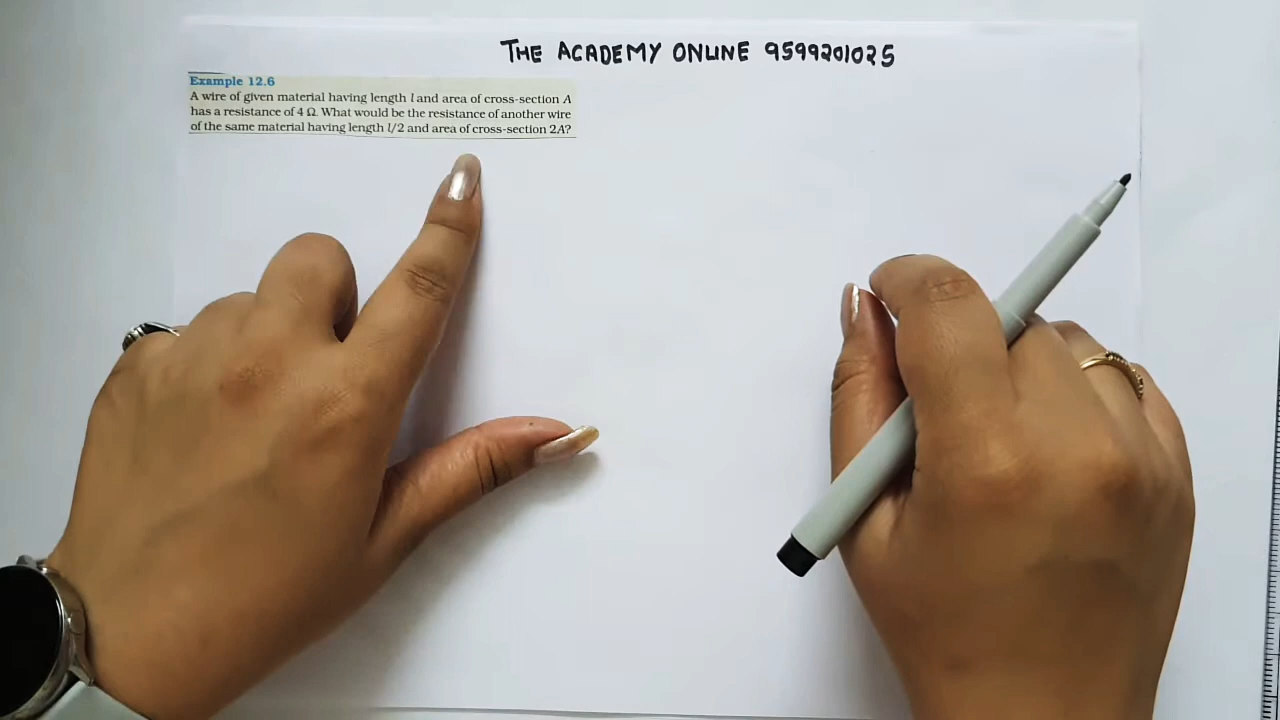 THE ACADEMY ONLINE 9599201025
Example 12.6
A wire of given material having length l and area of cross-section A
has a resistance of 4 Ω. What would be the resistance of another wire
of the same material having length l/2 and area of cross-section 2A?